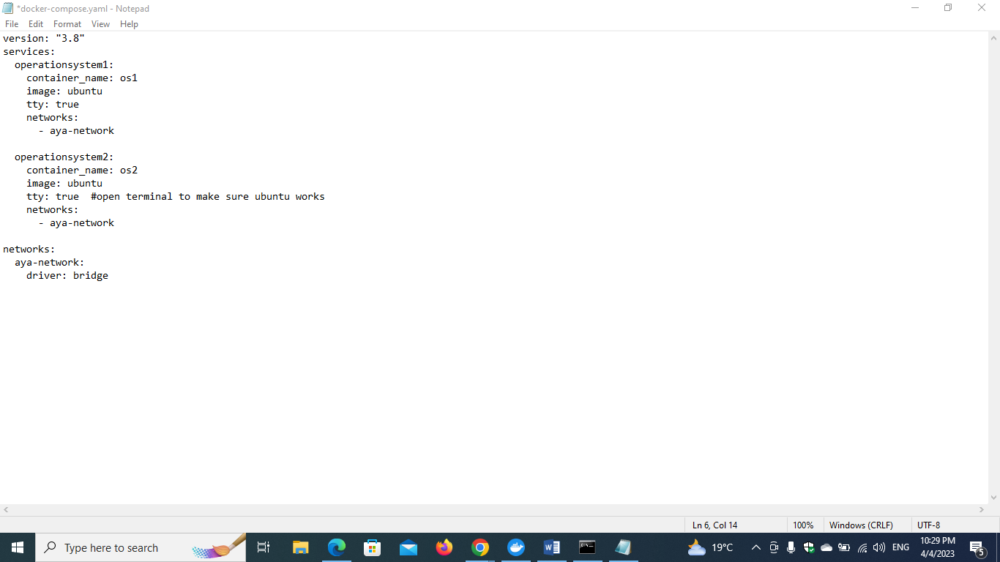 *docker-compose.yaml - Notepad
File Edit Format View Help
version: "3.8"
services:
  operationsystem1:
    container_name: os1
    image: ubuntu
    tty: true
    networks:
      - aya-network
  operationsystem2:
    container_name: os2
    image: ubuntu
    tty: true  #open terminal to make sure ubuntu works
    networks:
      - aya-network
networks:
  aya-network:
    driver: bridge
Ln 6, Col 14 100% Windows (CRLF) UTF-8
Type here to search 19°C ENG 10:29 PM
4/4/2023 5